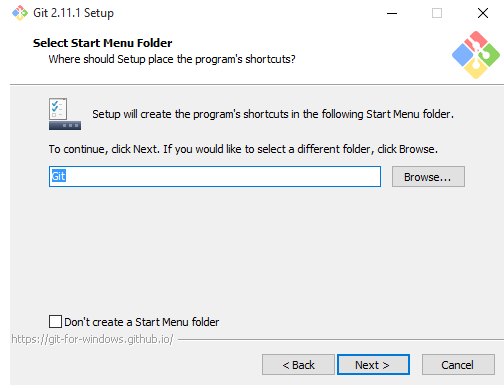 Git 2.11.1 Setup
Select Start Menu Folder
Where should Setup place the program's shortcuts?
Setup will create the program's shortcuts in the following Start Menu folder.
To continue, click Next. If you would like to select a different folder, click Browse.
Git
Browse...
Don't create a Start Menu folder
https://git-for-windows.github.io/
< Back
Next >
Cancel